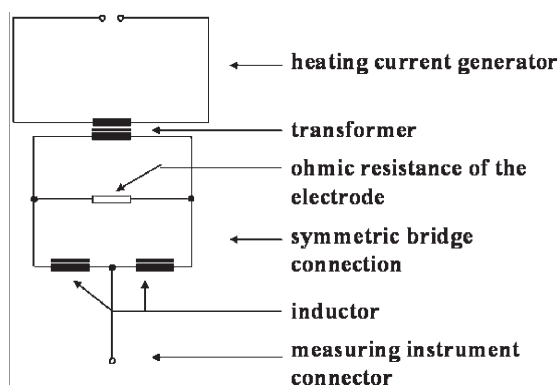 heating current generator
transformer
ohmic resistance of the
electrode
symmetric bridge
connection
inductor
measuring instrument
connector